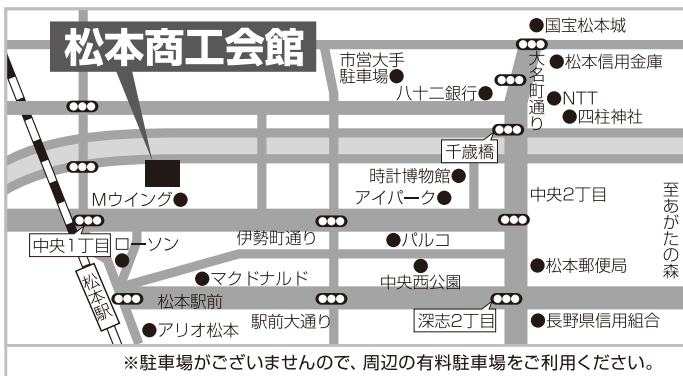 国宝松本城
松本商工会館
市営大手
駐車場
大名町通り
松本信用金庫
八十二銀行
NTT
四柱神社
千歳橋
時計博物館
Mウイング
アイパーク
中央2丁目
至あがたの森
中央1丁目
ローソン
伊勢町通り
パルコ
松本駅
マクドナルド
中央西公園
松本郵便局
松本駅前
アリオ松本
駅前大通り
深志2丁目
長野県信用組合
※駐車場がございませんので、周辺の有料駐車場をご利用ください。